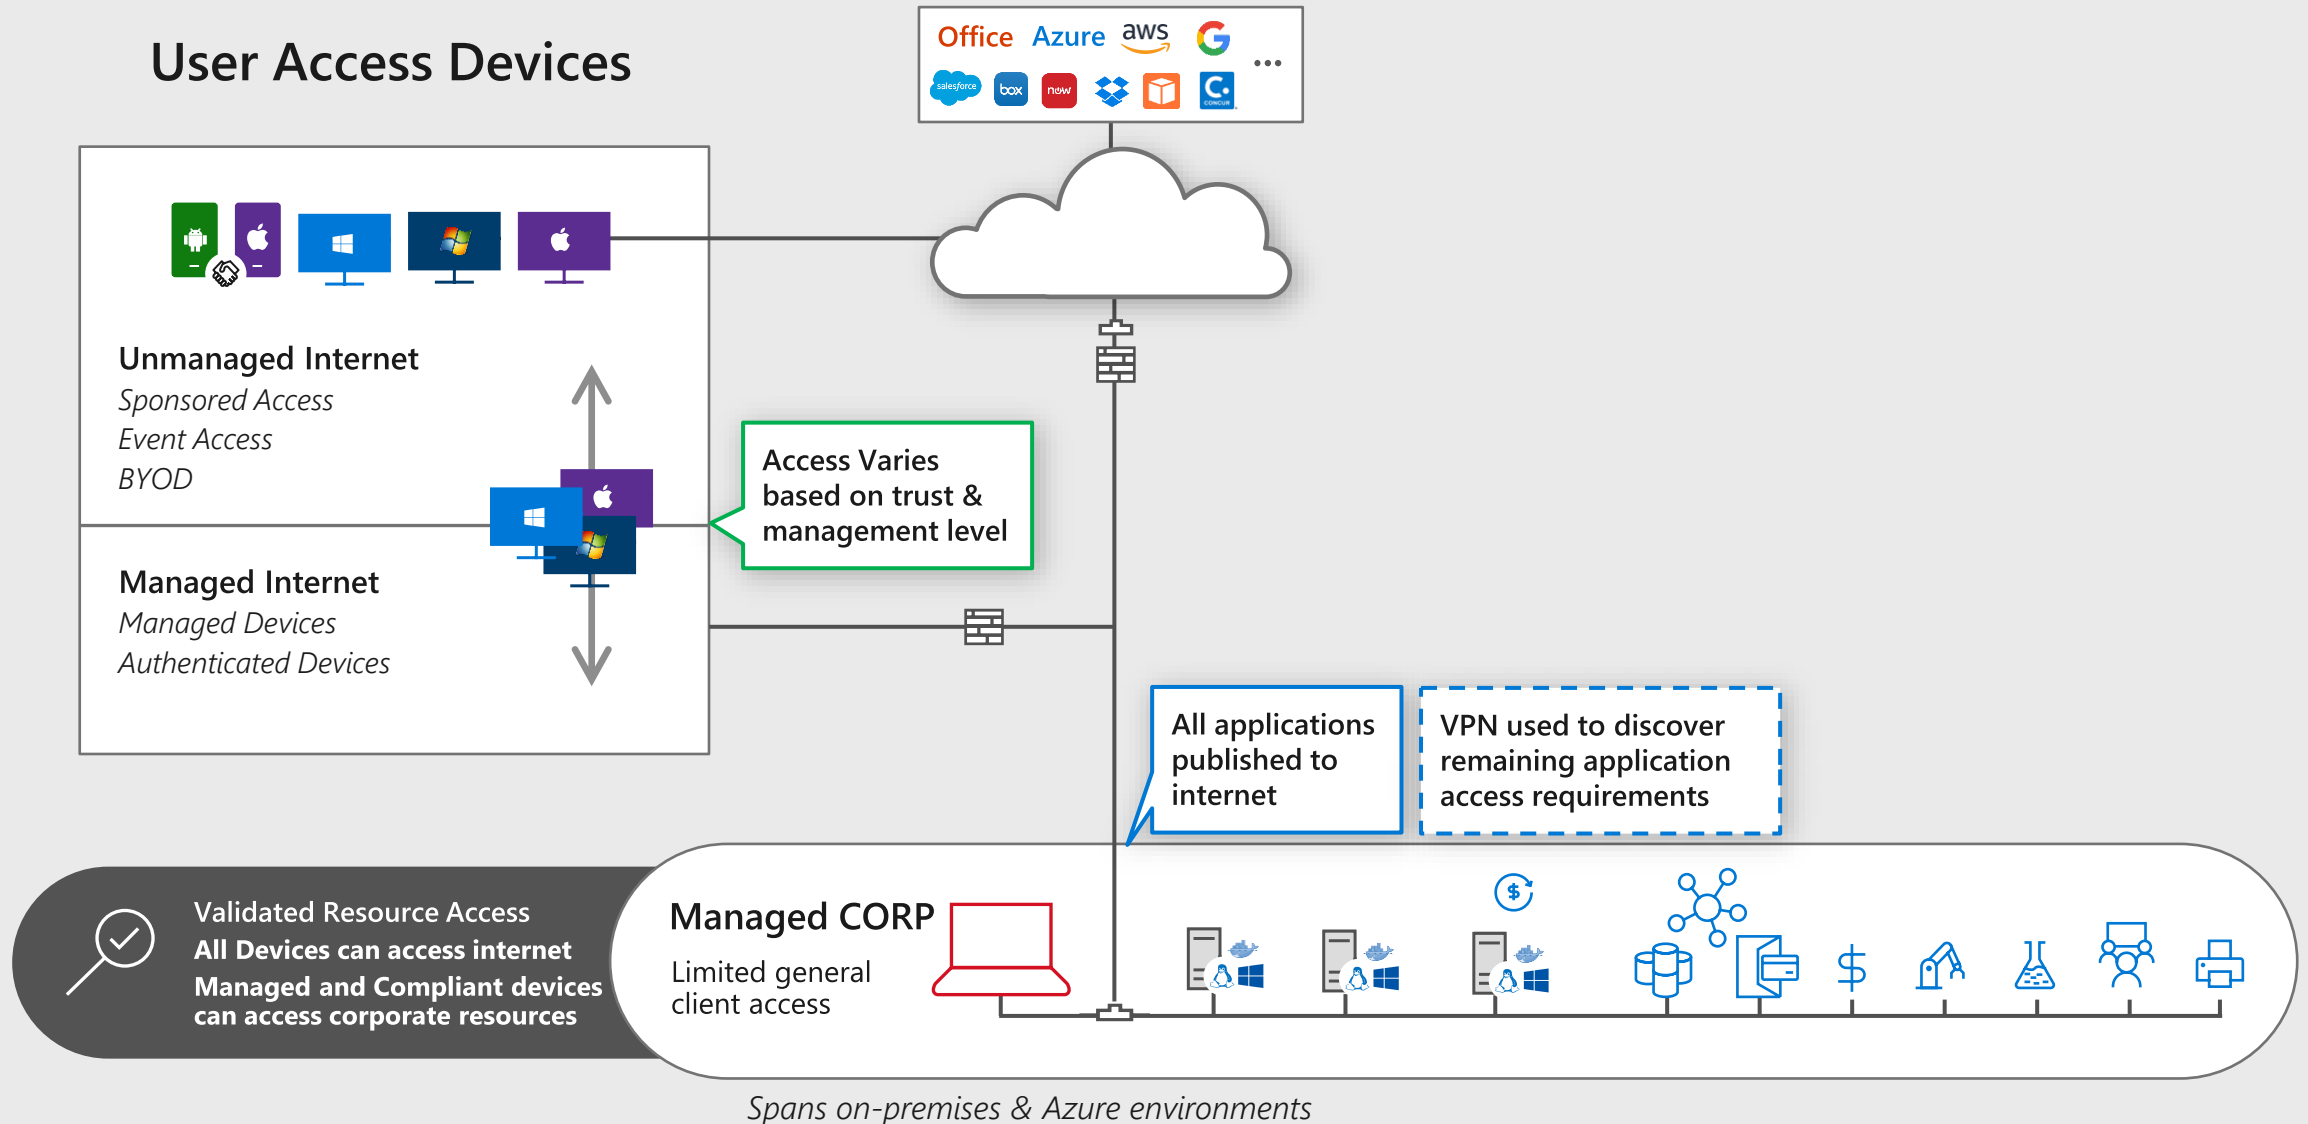 User Access Devices
Office Azure aws G ...
salesforce box now C. CONCUR
Unmanaged Internet
Sponsored Access
Event Access
BYOD
Access Varies
based on trust &
management level
Managed Internet
Managed Devices
Authenticated Devices
All applications
published to
internet
VPN used to discover
remaining application
access requirements
Validated Resource Access
All Devices can access internet
Managed and Compliant devices
can access corporate resources
Managed CORP
Limited general
client access
$
$
Spans on-premises & Azure environments